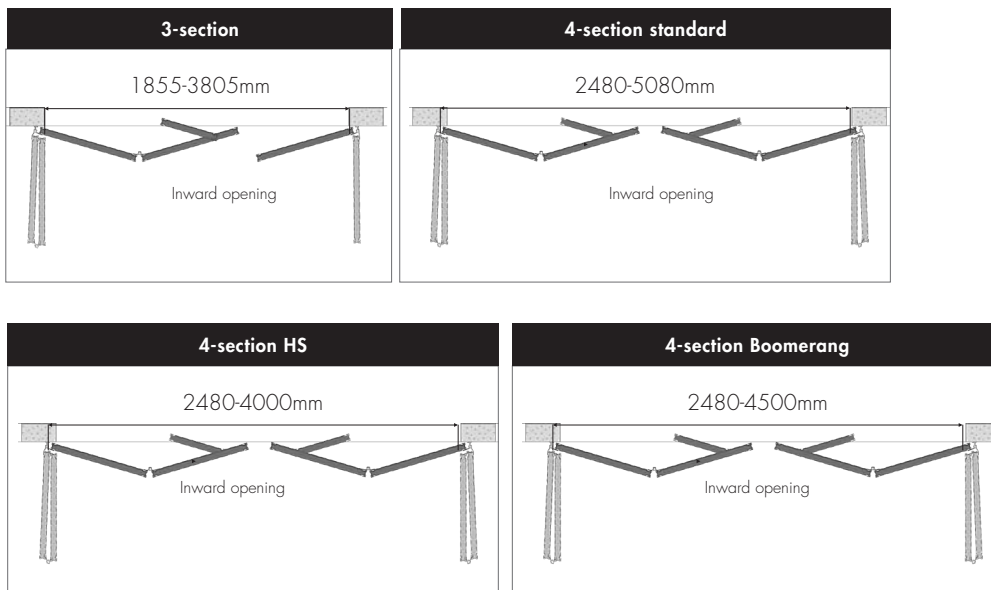 3-section
4-section standard
1855-3805mm
2480-5080mm
Inward opening
Inward opening
4-section HS
4-section Boomerang
2480-4000mm
2480-4500mm
Inward opening
Inward opening